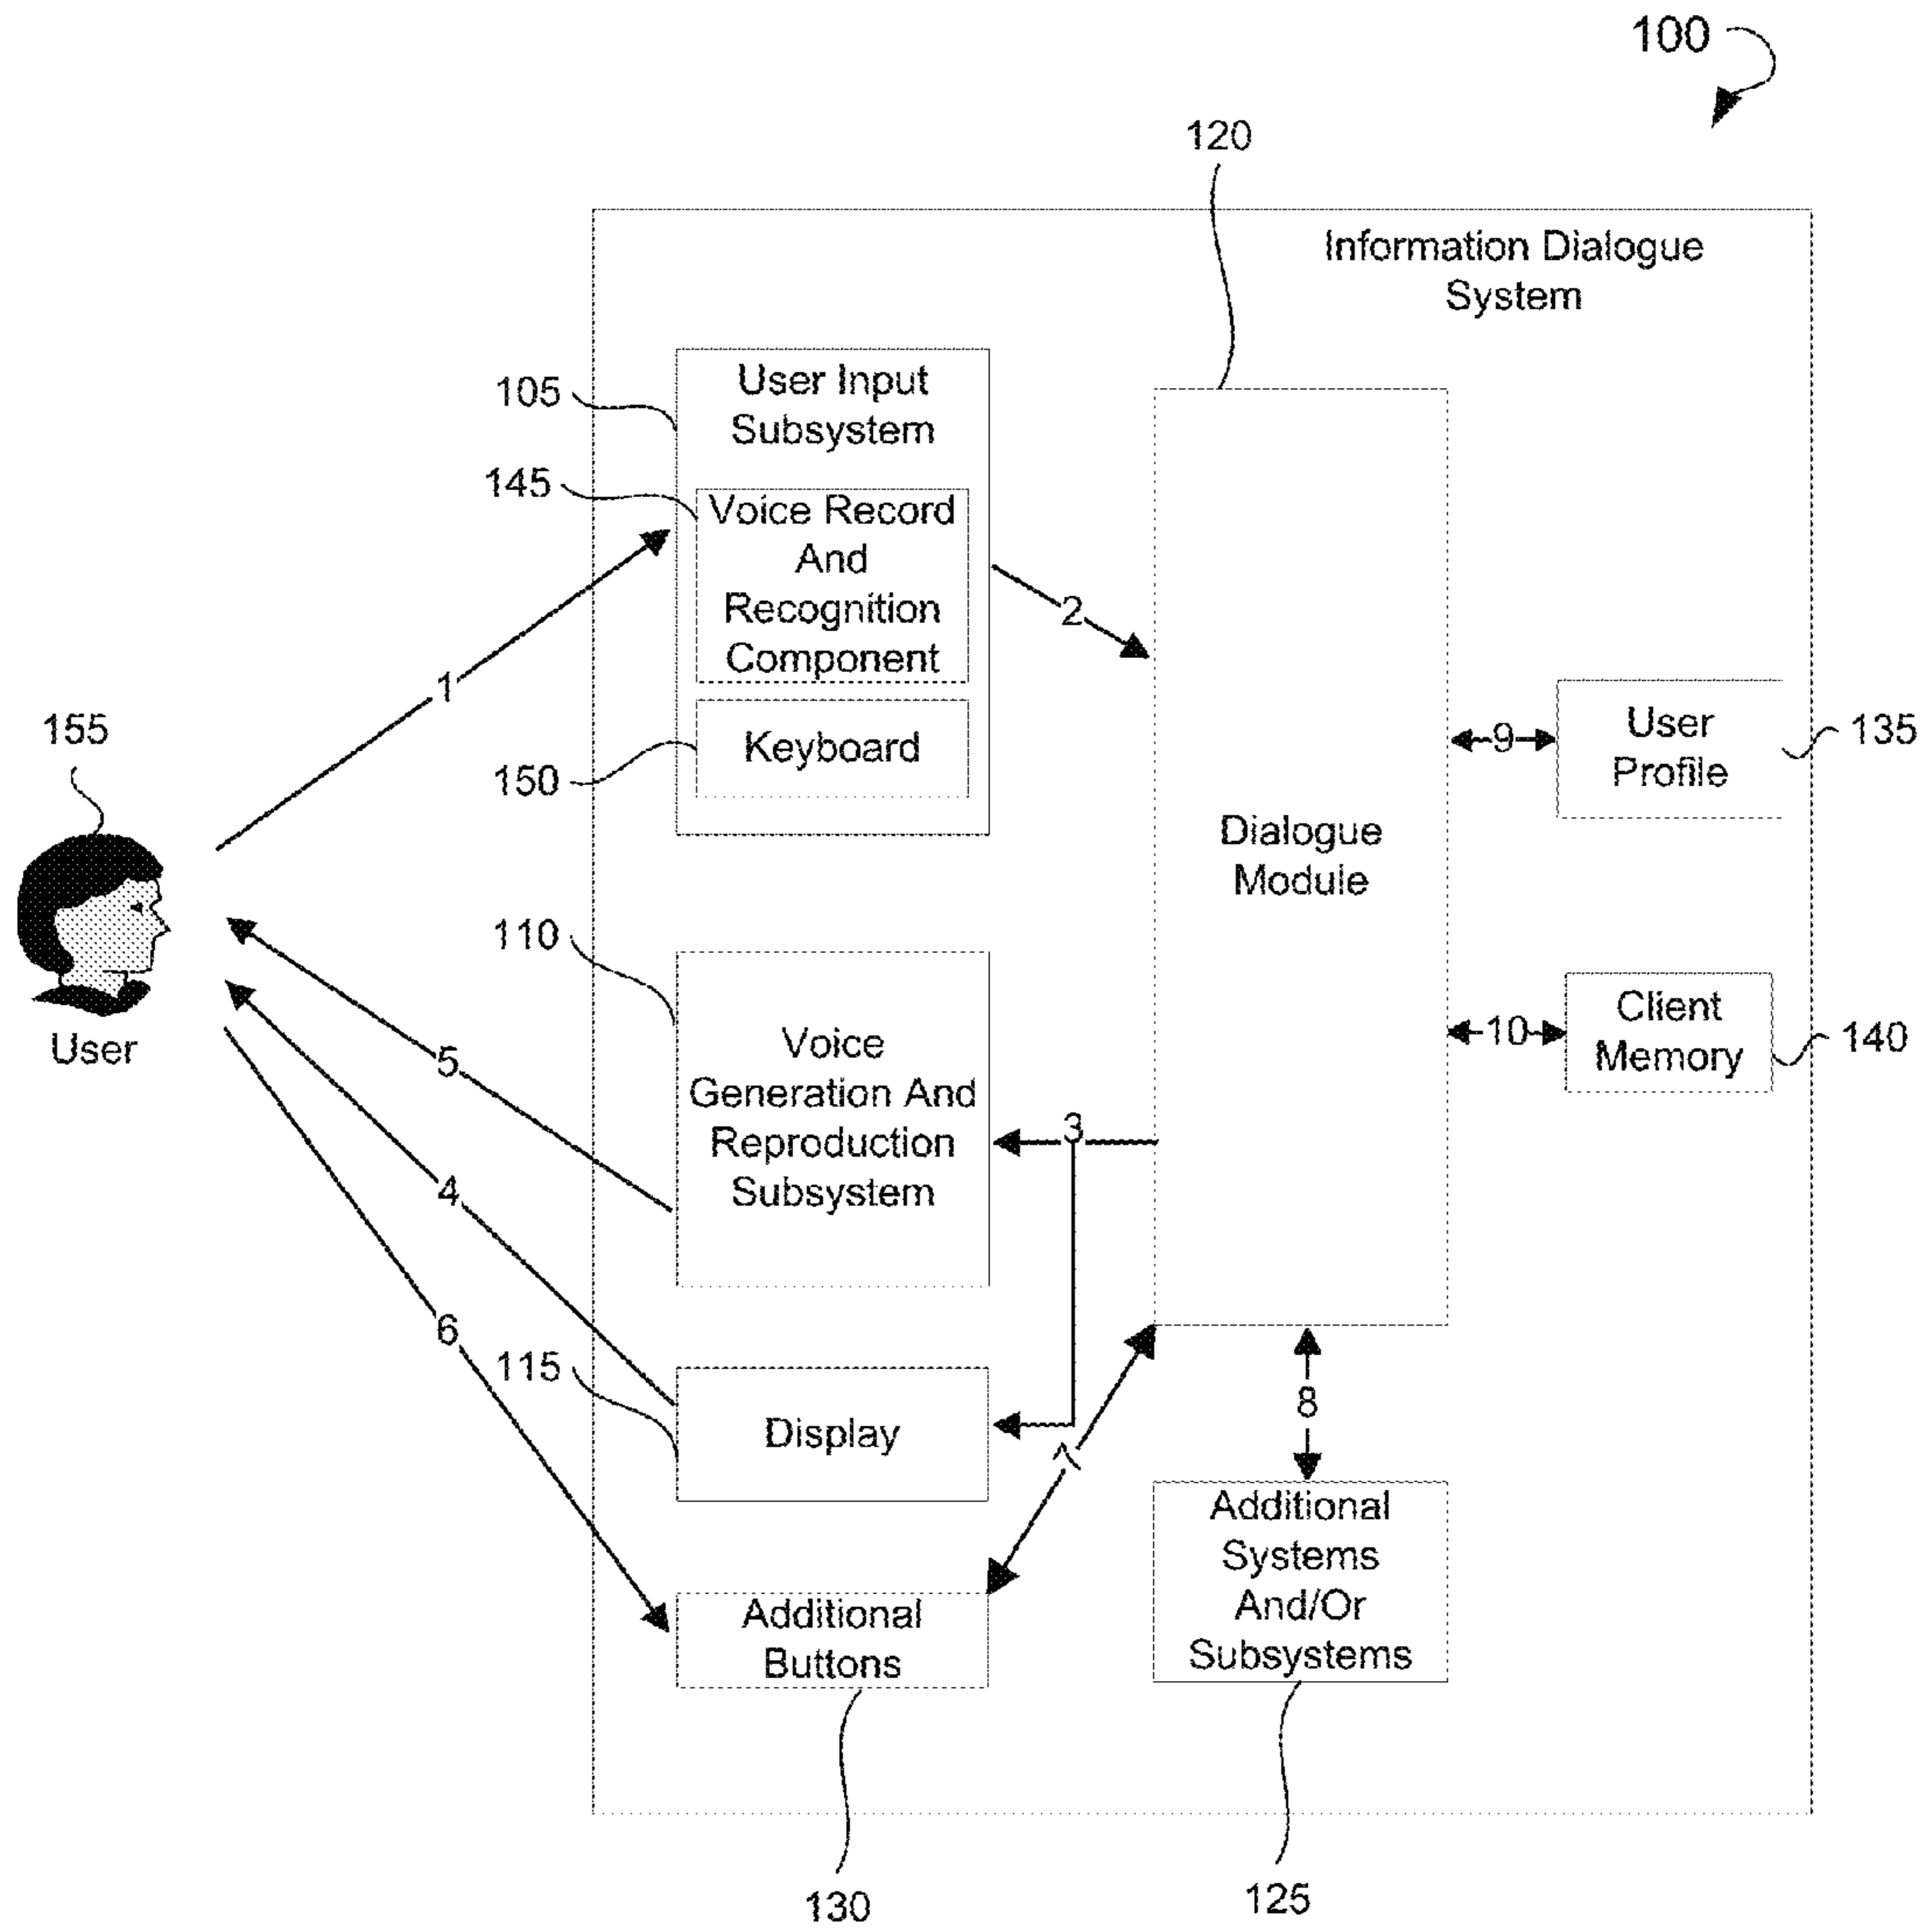 100
120
Information Dialogue
System
105
User Input
Subsystem
145
Voice Record
And
Recognition
Component
2
1
155
150
Keyboard
9
User
Profile
135
Dialogue
Module
110
User
5
Voice
Generation And
Reproduction
Subsystem
10
Client
Memory
140
3
4
6
115
Display
8
Additional
Systems
And/Or
Subsystems
Additional
Buttons
130
125